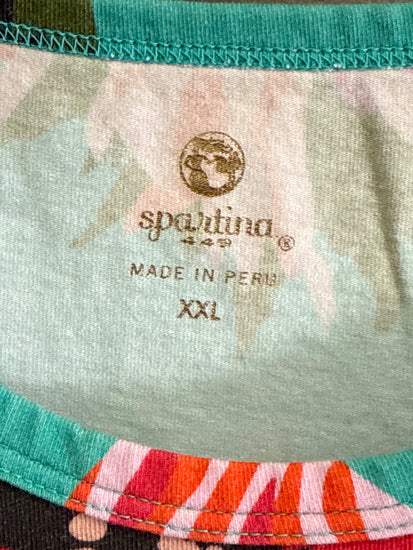 spartina
449 ®
MADE IN PERU
XXL